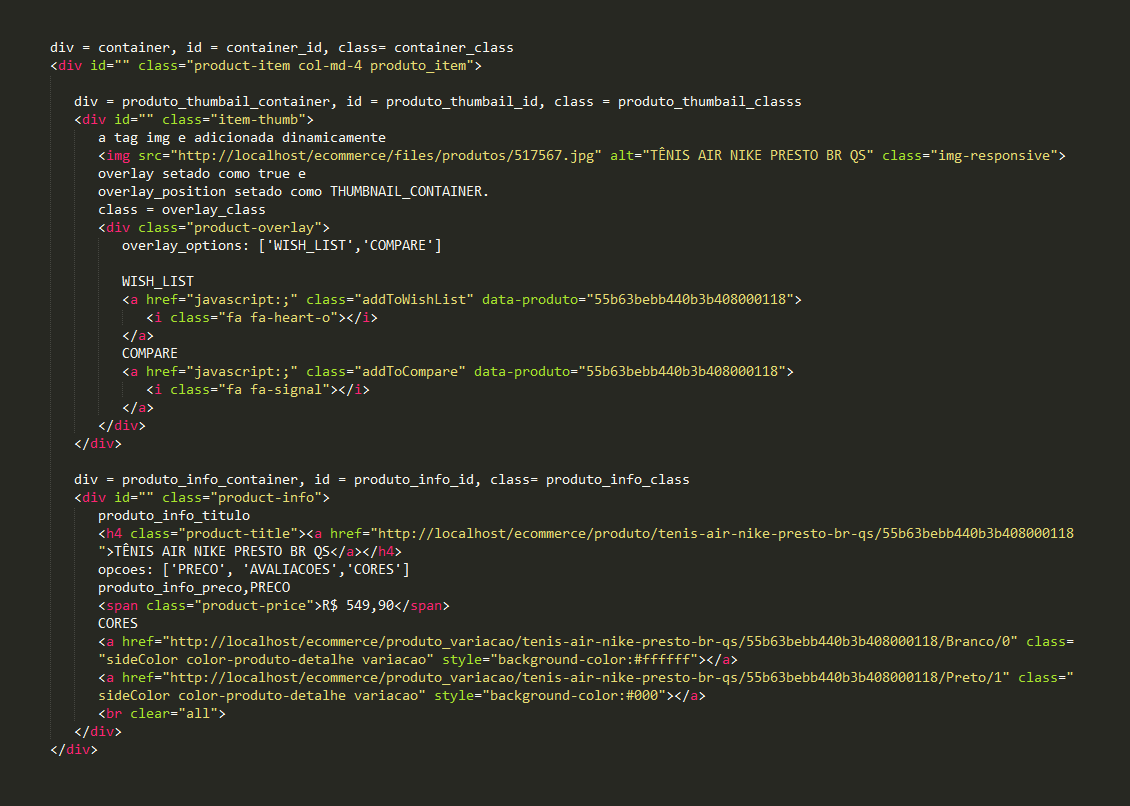 div = container, id = container_id, class= container_class
<div id="" class="product-item col-md-4 produto_item">
div = produto_thumbail_container, id = produto_thumbail_id, class = produto_thumbail_classs
<div id="" class="item-thumb">
a tag img e adicionada dinamicamente
<img src="http://localhost/ecommerce/files/produtos/517567.jpg" alt="TÊNIS AIR NIKE PRESTO BR QS" class="img-responsive">
overlay setado como true e
overlay_position setado como THUMBNAIL_CONTAINER.
class = overlay_class
<div class="product-overlay">
overlay_options: ['WISH_LIST','COMPARE']
WISH_LIST
<a href="javascript:;" class="addToWishList" data-produto="55b63bebb440b3b408000118">
<i class="fa fa-heart-o"></i>
</a>
COMPARE
<a href="javascript:;" class="addToCompare" data-produto="55b63bebb440b3b408000118">
<i class="fa fa-signal"></i>
</a>
</div>
</div>
div = produto_info_container, id = produto_info_id, class= produto_info_class
<div id="" class="product-info">
produto_info_titulo
<h4 class="product-title"><a href="http://localhost/ecommerce/produto/tenis-air-nike-presto-br-qs/55b63bebb440b3b408000118
">TÊNIS AIR NIKE PRESTO BR QS</a></h4>
opcoes: ['PRECO', 'AVALIACOES','CORES']
produto_info_preco,PRECO
<span class="product-price">R$ 549,90</span>
CORES
<a href="http://localhost/ecommerce/produto_variacao/tenis-air-nike-presto-br-qs/55b63bebb440b3b408000118/Branco/0" class=
"sideColor color-produto-detalhe variacao" style="background-color:#ffffff"></a>
<a href="http://localhost/ecommerce/produto_variacao/tenis-air-nike-presto-br-qs/55b63bebb440b3b408000118/Preto/1" class="
sideColor color-produto-detalhe variacao" style="background-color:#000"></a>
<br clear="all">
</div>
</div>